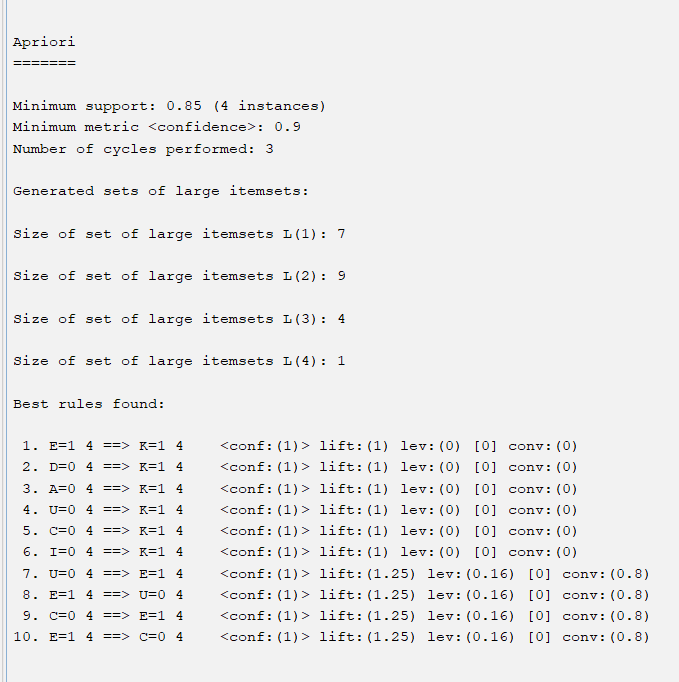 Apriori
=======
Minimum support: 0.85 (4 instances)
Minimum metric <confidence>: 0.9
Number of cycles performed: 3
Generated sets of large itemsets:
Size of set of large itemsets L(1): 7
Size of set of large itemsets L(2): 9
Size of set of large itemsets L(3): 4
Size of set of large itemsets L(4): 1
Best rules found:
1. E=1 4 ==> K=1 4 <conf:(1)> lift:(1) lev:(0) [0] conv:(0)
2. D=0 4 ==> K=1 4 <conf:(1)> lift:(1) lev:(0) [0] conv:(0)
3. A=0 4 ==> K=1 4 <conf:(1)> lift:(1) lev:(0) [0] conv:(0)
4. U=0 4 ==> K=1 4 <conf:(1)> lift:(1) lev:(0) [0] conv:(0)
5. C=0 4 ==> K=1 4 <conf:(1)> lift:(1) lev:(0) [0] conv:(0)
6. I=0 4 ==> K=1 4 <conf:(1)> lift:(1) lev:(0) [0] conv:(0)
7. U=0 4 ==> E=1 4 <conf:(1)> lift:(1.25) lev:(0.16) [0] conv:(0.8)
8. E=1 4 ==> U=0 4 <conf:(1)> lift:(1.25) lev:(0.16) [0] conv:(0.8)
9. C=0 4 ==> E=1 4 <conf:(1)> lift:(1.25) lev:(0.16) [0] conv:(0.8)
10. E=1 4 ==> C=0 4 <conf:(1)> lift:(1.25) lev:(0.16) [0] conv:(0.8)